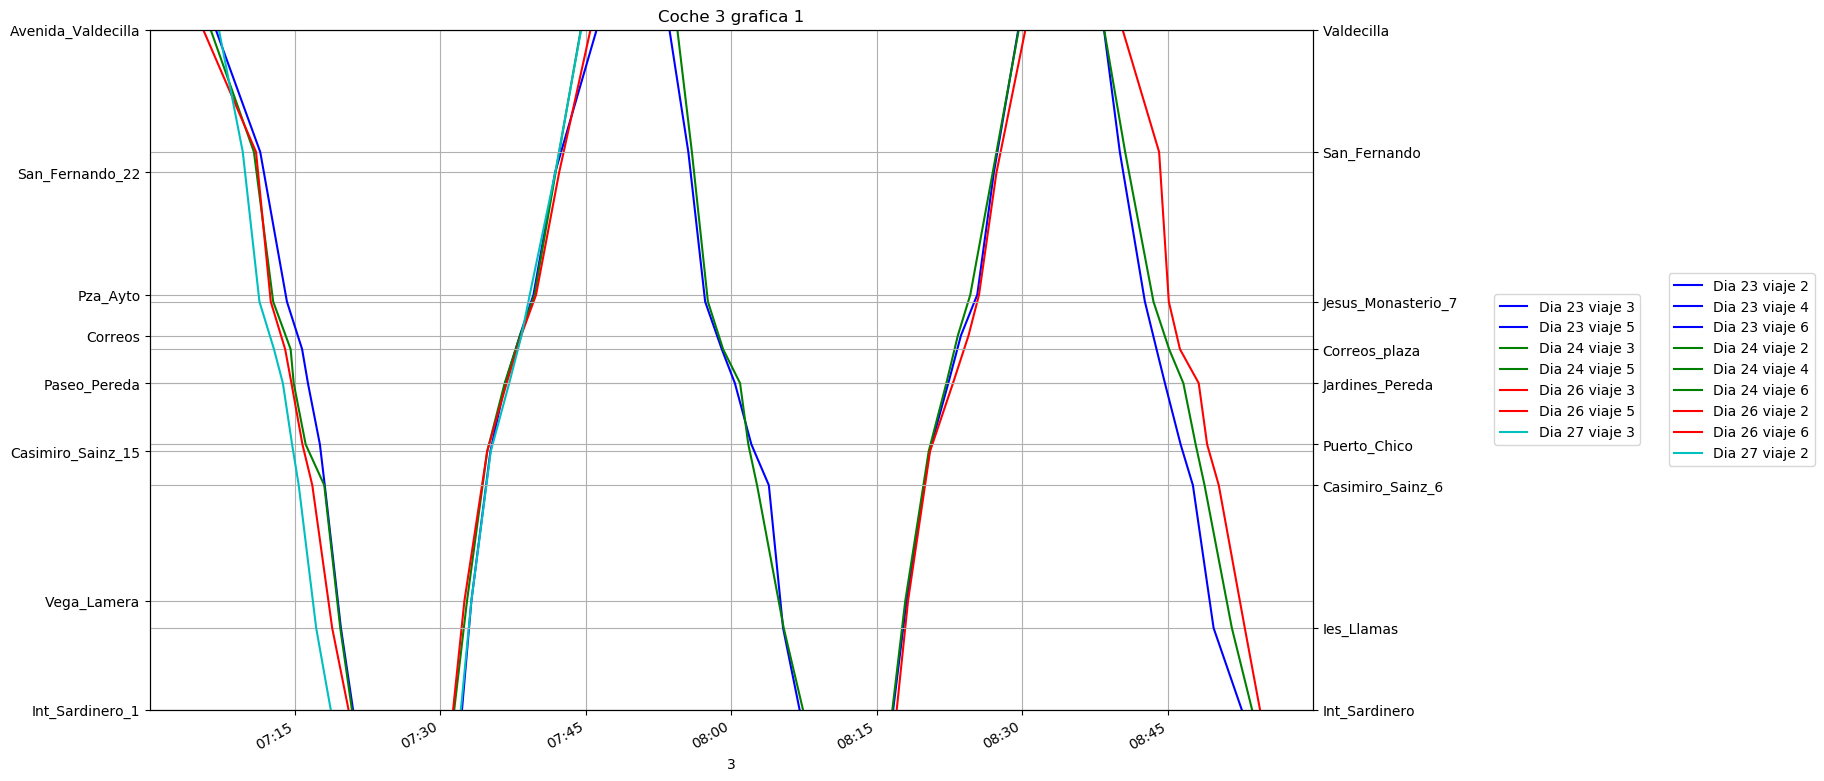 Coche 3 grafica 1
Avenida_Valdecilla
San_Fernando_22
Pza_Ayto
Correos
Paseo_Pereda
Casimiro_Sainz_15
Vega_Lamera
Int_Sardinero_1
Valdecilla
San_Fernando
Jesus_Monasterio_7
Correos_plaza
Jardines_Pereda
Puerto_Chico
Casimiro_Sainz_6
Ies_Llamas
Int_Sardinero
07:15
07:30
07:45
08:00
08:15
08:30
08:45
3
Dia 23 viaje 3
Dia 23 viaje 5
Dia 24 viaje 3
Dia 24 viaje 5
Dia 26 viaje 3
Dia 26 viaje 5
Dia 27 viaje 3
Dia 23 viaje 2
Dia 23 viaje 4
Dia 23 viaje 6
Dia 24 viaje 2
Dia 24 viaje 4
Dia 24 viaje 6
Dia 26 viaje 2
Dia 26 viaje 6
Dia 27 viaje 2